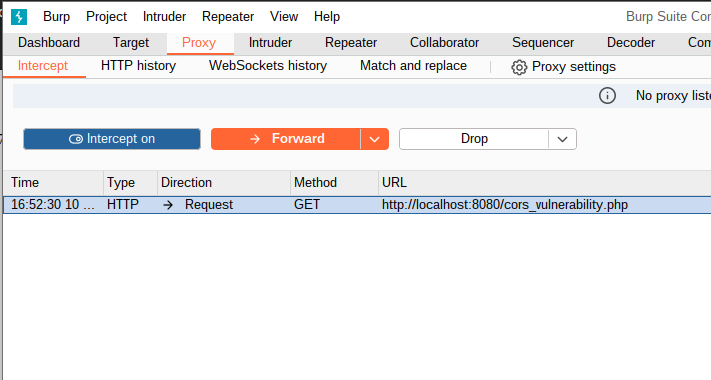 Burp Project Intruder Repeater View Help Burp Suite Cor
Dashboard Target Proxy Intruder Repeater Collaborator Sequencer Decoder Com
Intercept HTTP history WebSockets history Match and replace Proxy settings
No proxy liste
Intercept on Forward Drop
Time Type Direction Method URL
16:52:30 10 ... HTTP Request GET http://localhost:8080/cors_vulnerability.php